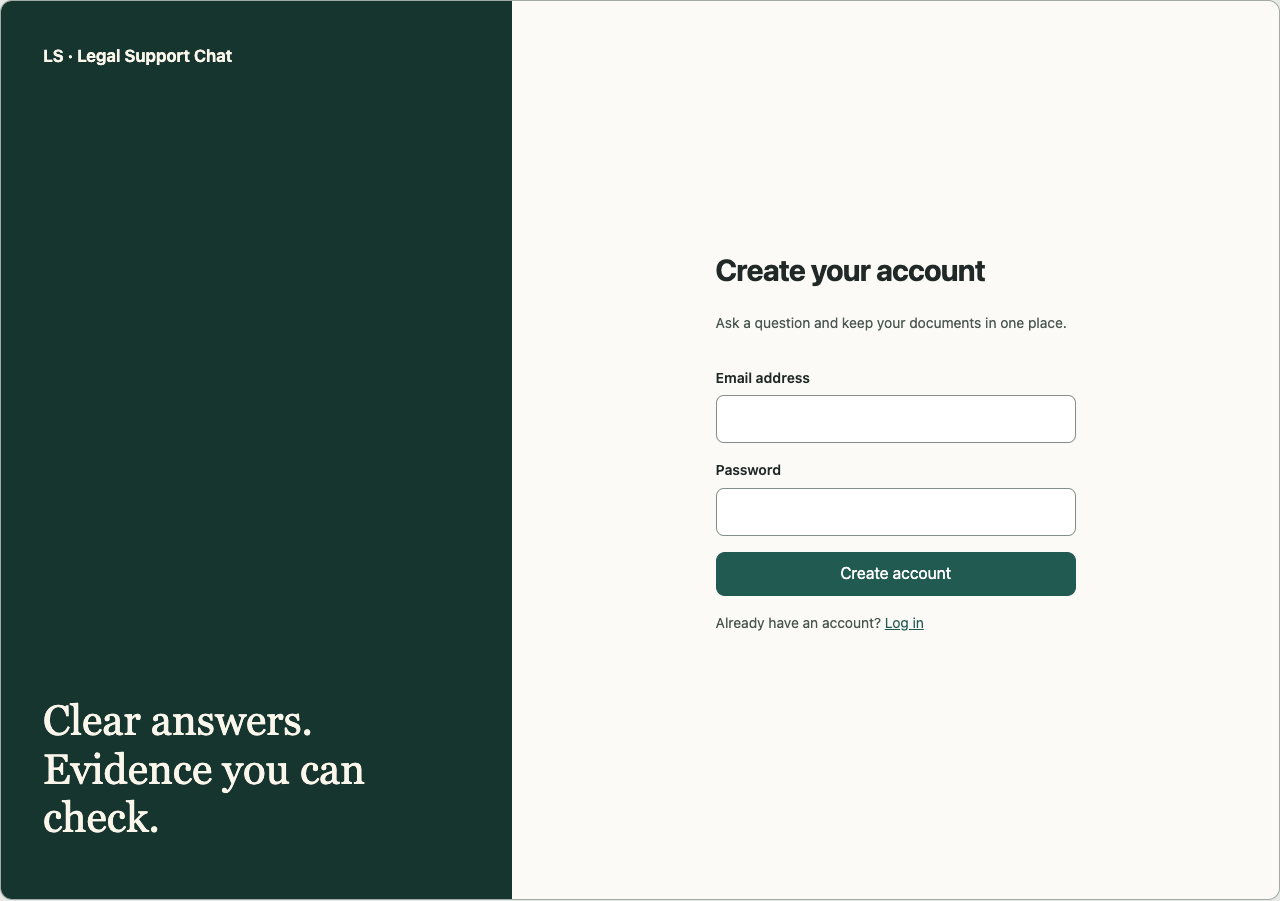 LS · Legal Support Chat
Clear answers.
Evidence you can
check.
Create your account
Ask a question and keep your documents in one place.
Email address
Password
Create account
Already have an account? Log in